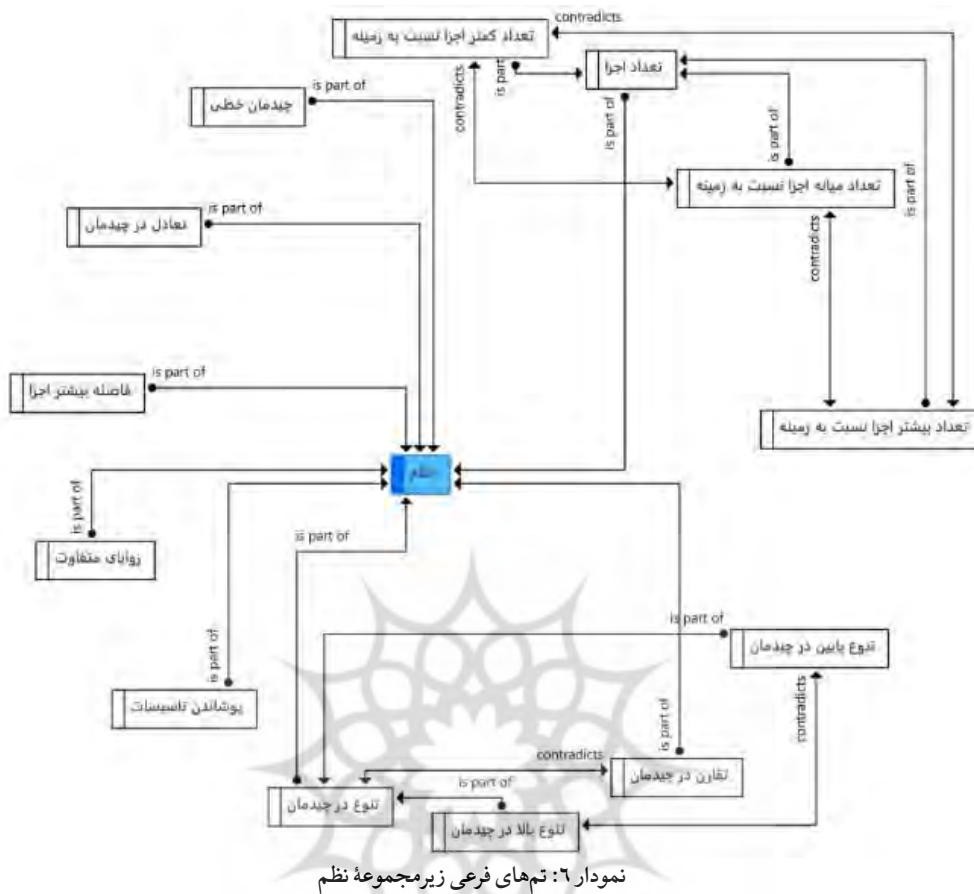 contradicts
تعداد کمتر اجزا نسبت به زمینه
تعداد اجزا
is part
contradicts
is part of
چیدمان خطی
is part of
is part of
تعداد میانه اجزا نسبت به زمینه
is part of
is part of
تعادل در چیدمان
contradicts
is part of
فاصله بیشتر اجزا
تعداد بیشتر اجزا نسبت به زمینه
نظم
is part of
زوایای متفاوت
is part of
is part of
تنوع پایین در چیدمان
is part of
پوشاندن تاسیسات
is part of
contradicts
contradicts
تقارن در چیدمان
is part of
تنوع در چیدمان
تنوع بالا در چیدمان
نمودار ٦: تم‌های فرعی زیرمجموعۀ نظم